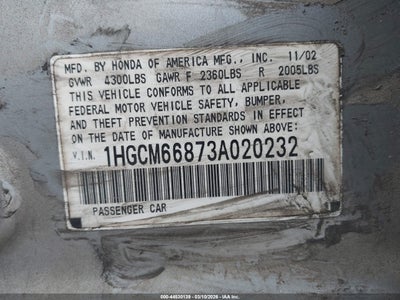 MFD. BY HONDA OF AMERICA MFG., INC. 11/02
GVWR 4300LBS GAWR F 2360LBS R 2005LBS
THIS VEHICLE CONFORMS TO ALL APPLICABLE
FEDERAL MOTOR VEHICLE SAFETY, BUMPER,
AND THEFT PREVENTION STANDARDS IN EFFECT
ON THE DATE OF MANUFACTURE SHOWN ABOVE.
V.I.N. 1HGCM66873A020232
PASSENGER CAR
© 000-44630138 - 03/10/2026 - IAA Inc.